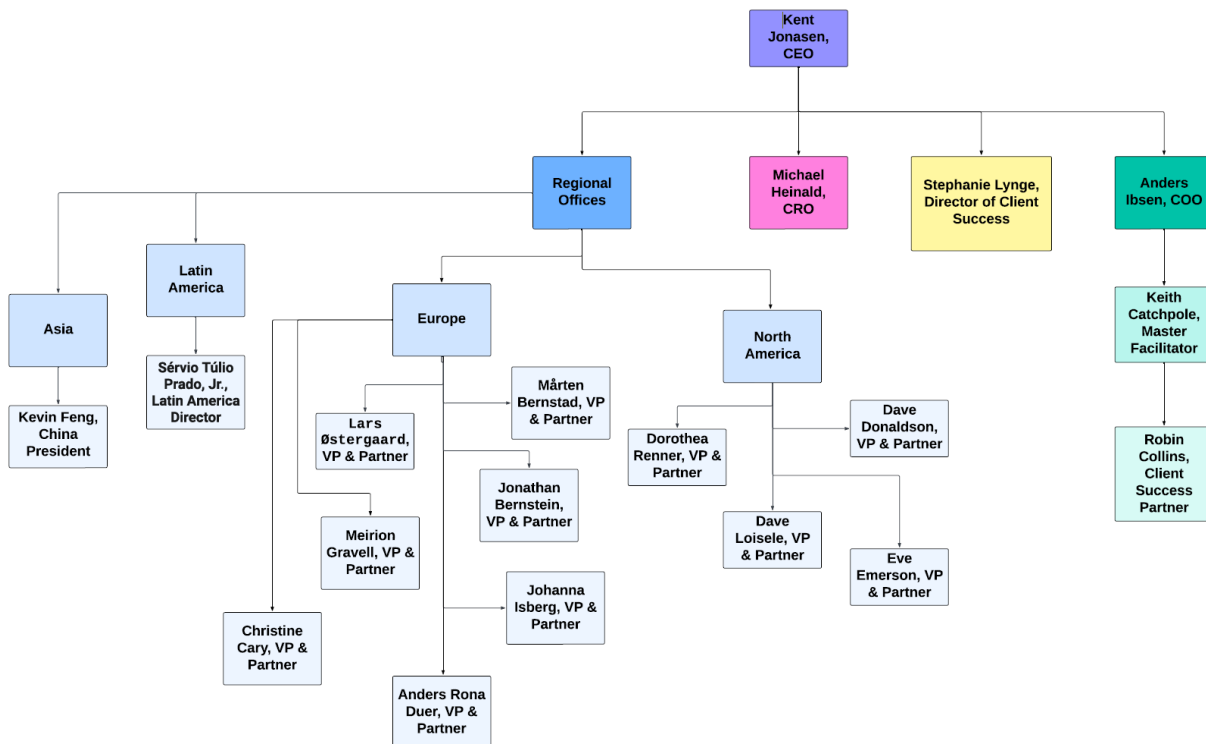 Kent
Jonasen,
CEO
Regional
Offices
Michael
Heinald,
CRO
Stephanie Lynge,
Director of Client
Success
Anders
Ibsen, COO
Asia
Latin
America
Europe
North
America
Keith
Catchpole,
Master
Facilitator
Kevin Feng,
China
President
Sérvio Túlio
Prado, Jr.,
Latin America
Director
Lars
Østergaard,
VP & Partner
Mårten
Bernstad, VP
& Partner
Jonathan
Bernstein,
VP & Partner
Meirion
Gravell, VP &
Partner
Johanna
Isberg, VP &
Partner
Christine
Cary, VP &
Partner
Anders Rona
Duer, VP &
Partner
Dorothea
Renner, VP &
Partner
Dave
Donaldson,
VP & Partner
Dave
Loisele, VP
& Partner
Eve
Emerson, VP
& Partner
Robin
Collins,
Client
Success
Partner